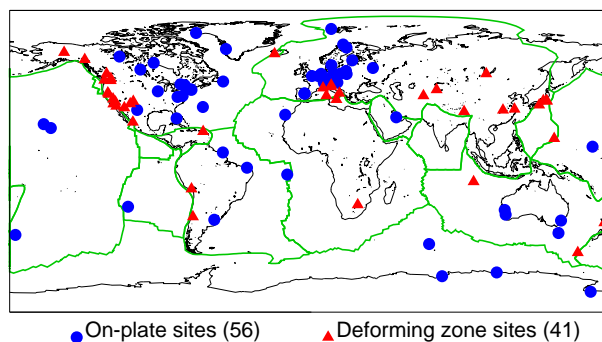 On-plate sites (56)
Deforming zone sites (41)